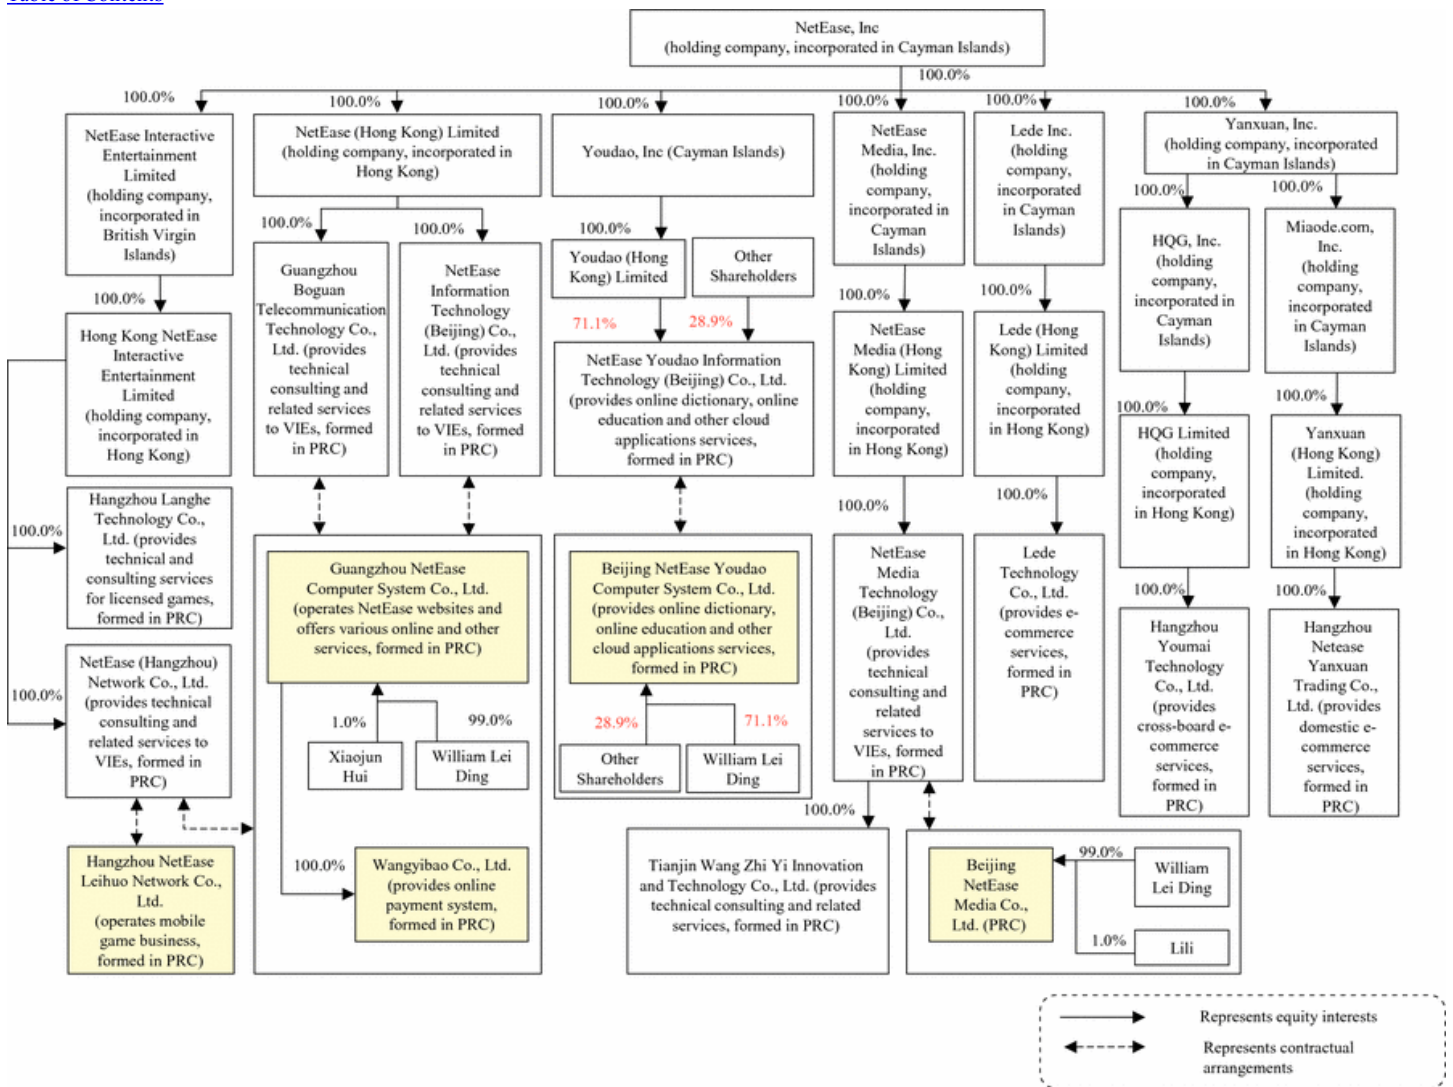 Table of Contents
NetEase, Inc
(holding company, incorporated in Cayman Islands)
100.0%
100.0%
100.0%
100.0%
100.0%
100.0%
100.0%
NetEase Interactive
Entertainment
Limited
(holding company,
incorporated in
British Virgin
Islands)
NetEase (Hong Kong) Limited
(holding company, incorporated in
Hong Kong)
Youdao, Inc (Cayman Islands)
NetEase
Media, Inc.
(holding
company,
incorporated in
Cayman
Islands)
Lede Inc.
(holding
company,
incorporated
in Cayman
Islands)
Yanxuan, Inc.
(holding company, incorporated
in Cayman Islands)
100.0%
100.0%
100.0%
100.0%
100.0%
Guangzhou
Boguan
Telecommunication
Technology Co.,
Ltd. (provides
technical
consulting and
related services
to VIEs, formed
in PRC)
NetEase
Information
Technology
(Beijing) Co.,
Ltd. (provides
technical
consulting and
related services
to VIEs, formed
in PRC)
Youdao (Hong
Kong) Limited
Other
Shareholders
HQG, Inc.
(holding
company,
incorporated in
Cayman
Islands)
Miaode.com,
Inc.
(holding
company,
incorporated
in Cayman
Islands)
100.0%
71.1%
28.9%
100.0%
100.0%
Hong Kong NetEase
Interactive
Entertainment
Limited
(holding company,
incorporated in
Hong Kong)
NetEase Youdao Information
Technology (Beijing) Co., Ltd.
(provides online dictionary, online
education and other cloud
applications services,
formed in PRC)
NetEase
Media (Hong
Kong) Limited
(holding
company,
incorporated
in Hong Kong)
Lede (Hong
Kong) Limited
(holding
company,
incorporated
in Hong Kong)
100.0%
100.0%
HQG Limited
(holding
company,
incorporated
in Hong Kong)
Yanxuan
(Hong Kong)
Limited.
(holding
company,
incorporated
in Hong Kong)
100.0%
Hangzhou Langhe
Technology Co.,
Ltd. (provides
technical and
consulting services
for licensed games,
formed in PRC)
100.0%
100.0%
Guangzhou NetEase
Computer System Co., Ltd.
(operates NetEase websites and
offers various online and other
services, formed in PRC)
Beijing NetEase Youdao
Computer System Co., Ltd.
(provides online dictionary,
online education and other
cloud applications services,
formed in PRC)
NetEase
Media
Technology
(Beijing) Co.,
Ltd.
(provides
technical
consulting and
related
services to
VIEs, formed
in PRC)
Lede
Technology
Co., Ltd.
(provides e-
commerce
services,
formed in
PRC)
100.0%
100.0%
Hangzhou
Youmai
Technology
Co., Ltd.
(provides
cross-board e-
commerce
services,
formed in
PRC)
Hangzhou
Netease
Yanxuan
Trading Co.,
Ltd. (provides
domestic e-
commerce
services,
formed in
PRC)
100.0%
NetEase (Hangzhou)
Network Co., Ltd.
(provides technical
consulting and
related services to
VIEs, formed in
PRC)
1.0%
99.0%
28.9%
71.1%
Xiaojun
Hui
William Lei
Ding
Other
Shareholders
William Lei
Ding
100.0%
Hangzhou NetEase
Leihuo Network Co.,
Ltd.
(operates mobile
game business,
formed in PRC)
100.0%
Wangyibao Co., Ltd.
(provides online
payment system,
formed in PRC)
Tianjin Wang Zhi Yi Innovation
and Technology Co., Ltd. (provides
technical consulting and related
services, formed in PRC)
Beijing
NetEase
Media Co.,
Ltd. (PRC)
99.0%
William
Lei Ding
1.0%
Lili
Represents equity interests
Represents contractual
arrangements